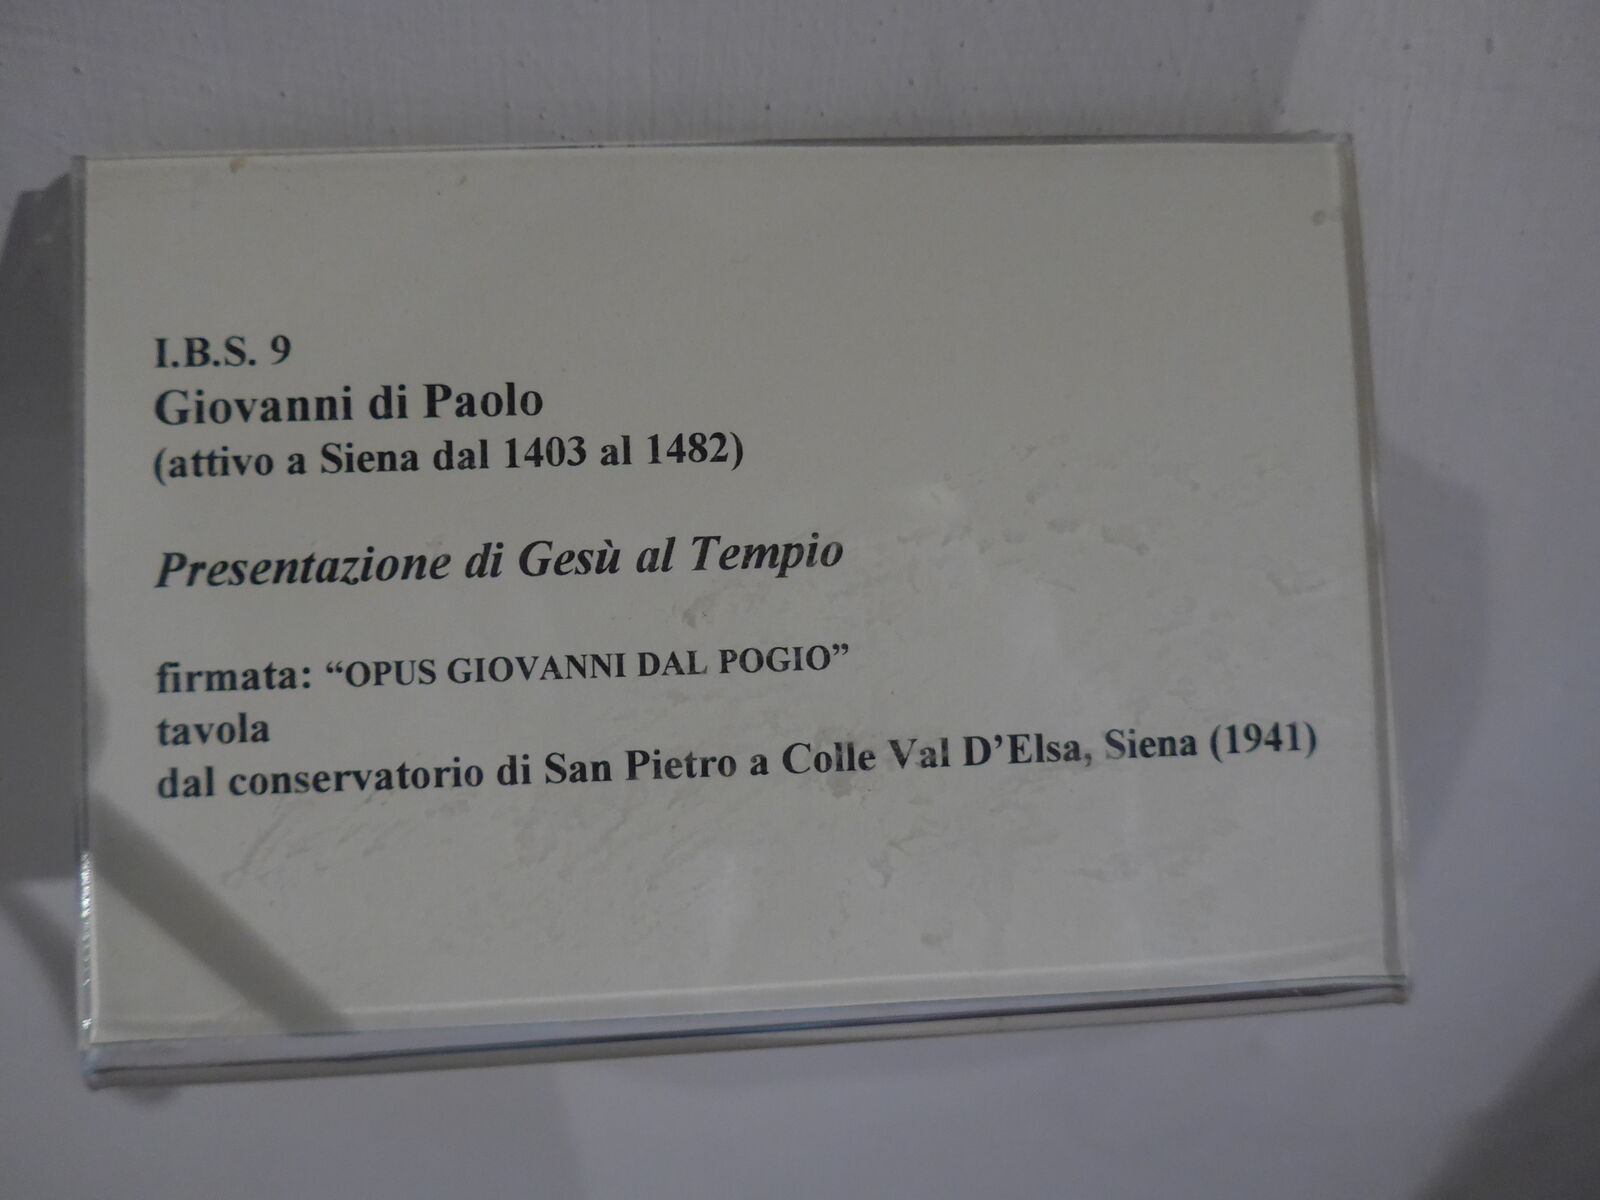 I.B.S. 9
Giovanni di Paolo
(attivo a Siena dal 1403 al 1482)
Presentazione di Gesù al Tempio
firmata: “OPUS GIOVANNI DAL POGIO”
tavola
dal conservatorio di San Pietro a Colle Val D’Elsa, Siena (1941)